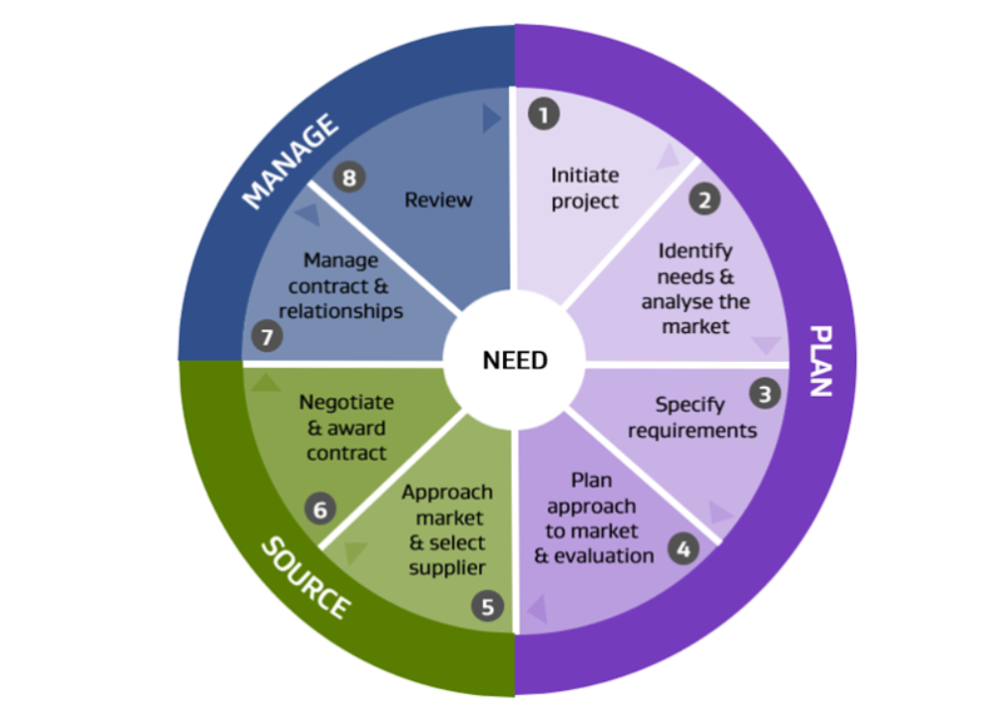 1
Initiate
project
2
Identify
needs &
analyse the
market
3
Specify
requirements
4
Plan
approach
to market
& evaluation
5
Approach
market
& select
supplier
6
Negotiate
& award
contract
7
Manage
contract &
relationships
8
Review
NEED
PLAN
SOURCE
MANAGE